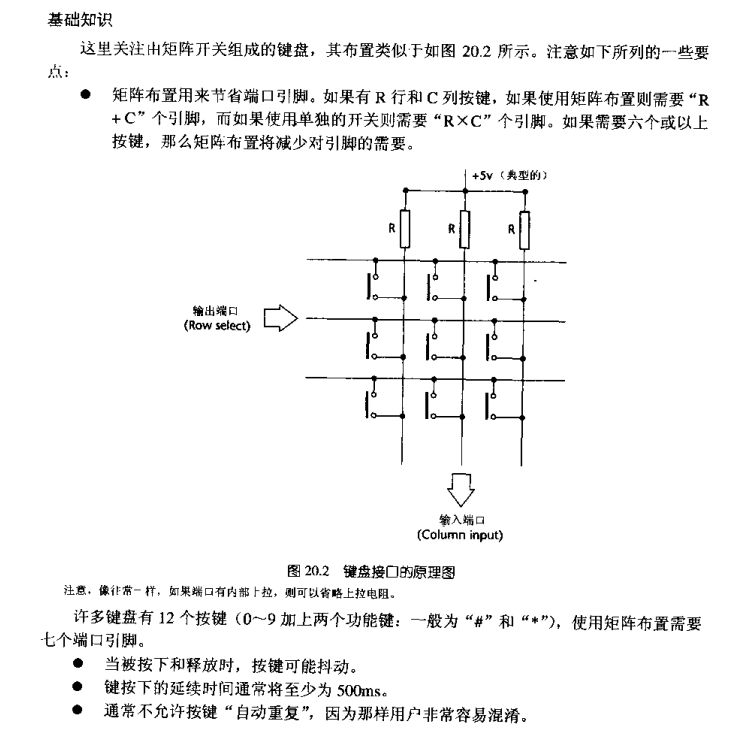 基础知识
这里关注由矩阵开关组成的键盘，其布置类似于如图 20.2 所示。注意如下所列的一些要
点：
● 矩阵布置用来节省端口引脚。如果有 R 行和 C 列按键，如果使用矩阵布置则需要“R
+C”个引脚，而如果使用单独的开关则需要“R×C”个引脚。如果需要六个或以上
按键，那么矩阵布置将减少对引脚的需要。
+5v（典型的）
R R R
输出端口
(Row select)
输入端口
(Column input)
图 20.2 键盘接口的原理图
注意，像往常一样，如果端口有内部上拉，则可以省略上拉电阻。
许多键盘有 12 个按键（0～9 加上两个功能键：一般为“#”和“*”），使用矩阵布置需要
七个端口引脚。
● 当被按下和释放时，按键可能抖动。
● 键按下的延续时间通常将至少为 500ms。
● 通常不允许按键“自动重复”，因为那样用户非常容易混淆。